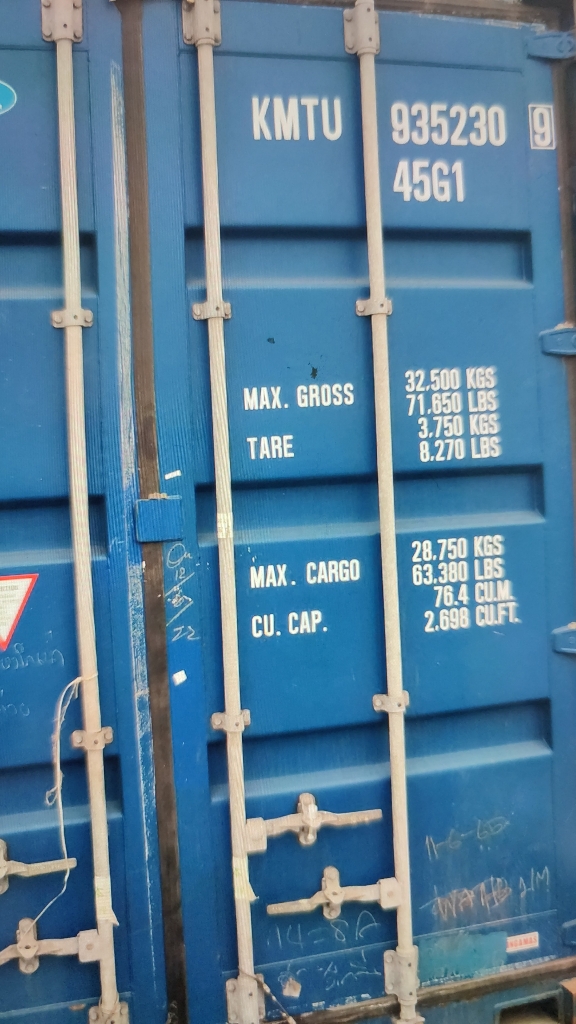 KMTU 935230 9
45G1
MAX. GROSS 32.500 KGS
71.650 LBS
TARE 3.750 KGS
8.270 LBS
MAX. CARGO 28.750 KGS
63.380 LBS
CU. CAP. 76.4 CU.M.
2.698 CU.FT.